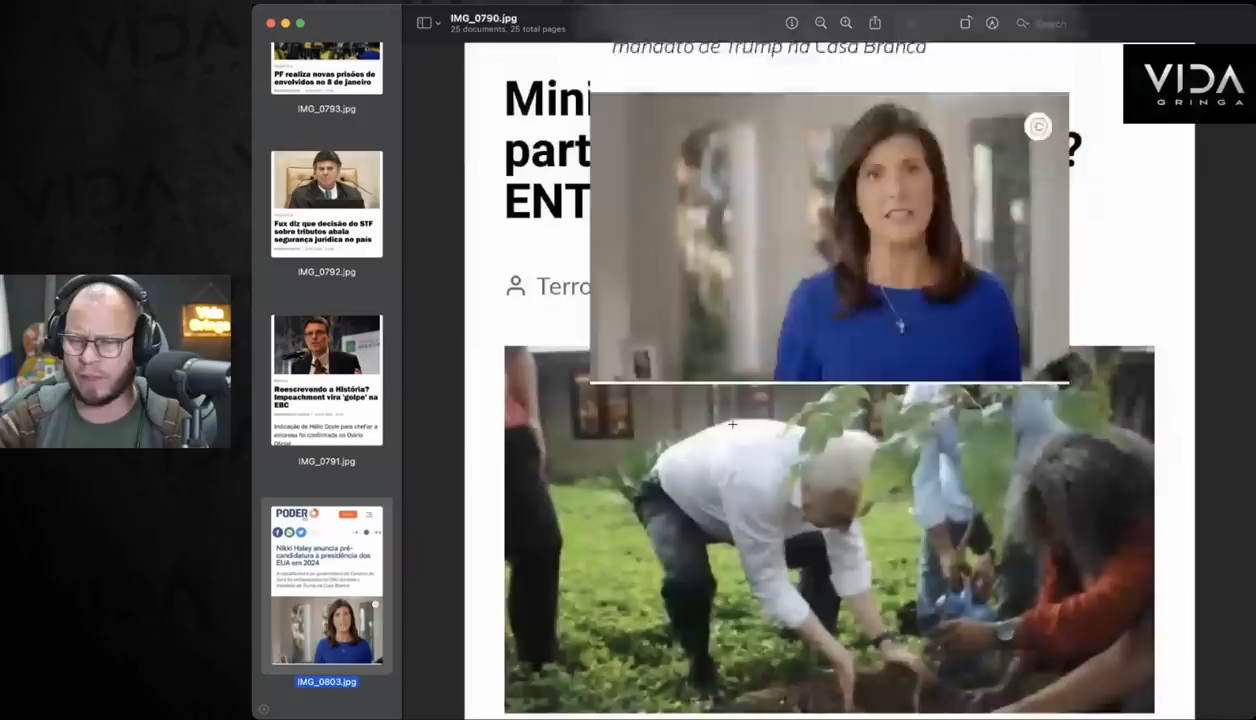 IMG_0790.jpg
25 documents, 25 total pages
Search
VIDA
GRINGA
PF realiza novas prisões de
envolvidos no 8 de janeiro
IMG_0793.jpg
Fux diz que decisão do STF
sobre tributos abala
segurança jurídica no país
IMG_0792.jpg
Reescrevendo a História?
Impeachment vira 'golpe' na
EBC
Indicação de Hélio Doyle para chefiar a
empresa foi confirmada no Diário
Oficial
IMG_0791.jpg
PODER
Nikki Haley anuncia pré-
candidatura à presidência dos
EUA em 2024
IMG_0803.jpg
mandato de Trump na Casa Branca
Mini
part ?
ENT
Terro
Vida
Gringa